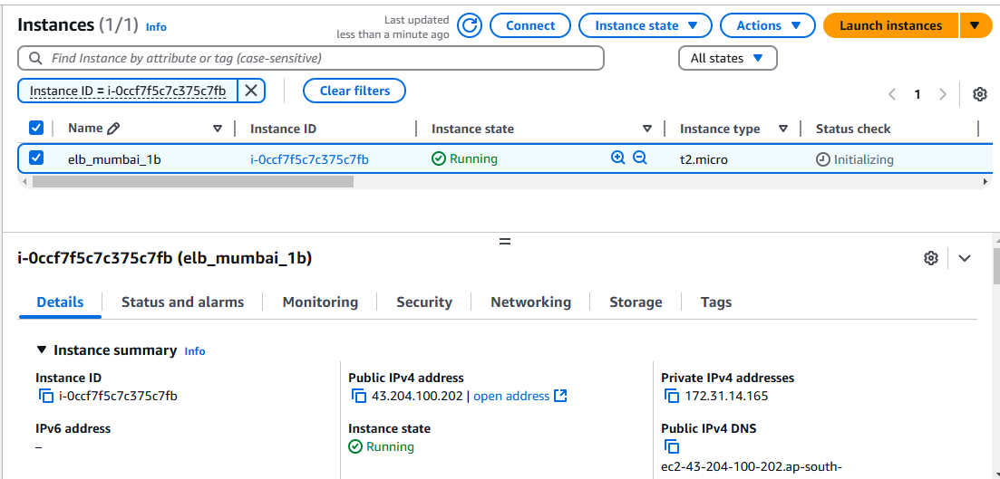 Instances (1/1) Info
Last updated
less than a minute ago
Connect
Instance state
Actions
Launch instances
Find Instance by attribute or tag (case-sensitive)
All states
Instance ID = i-0ccf7f5c7c375c7fb
Clear filters
1
Name Instance ID Instance state Instance type Status check
elb_mumbai_1b i-0ccf7f5c7c375c7fb Running t2.micro Initializing
i-0ccf7f5c7c375c7fb (elb_mumbai_1b)
Details Status and alarms Monitoring Security Networking Storage Tags
Instance summary Info
Instance ID
i-0ccf7f5c7c375c7fb
IPv6 address
–
Public IPv4 address
43.204.100.202 | open address
Instance state
Running
Private IPv4 addresses
172.31.14.165
Public IPv4 DNS
ec2-43-204-100-202.ap-south-